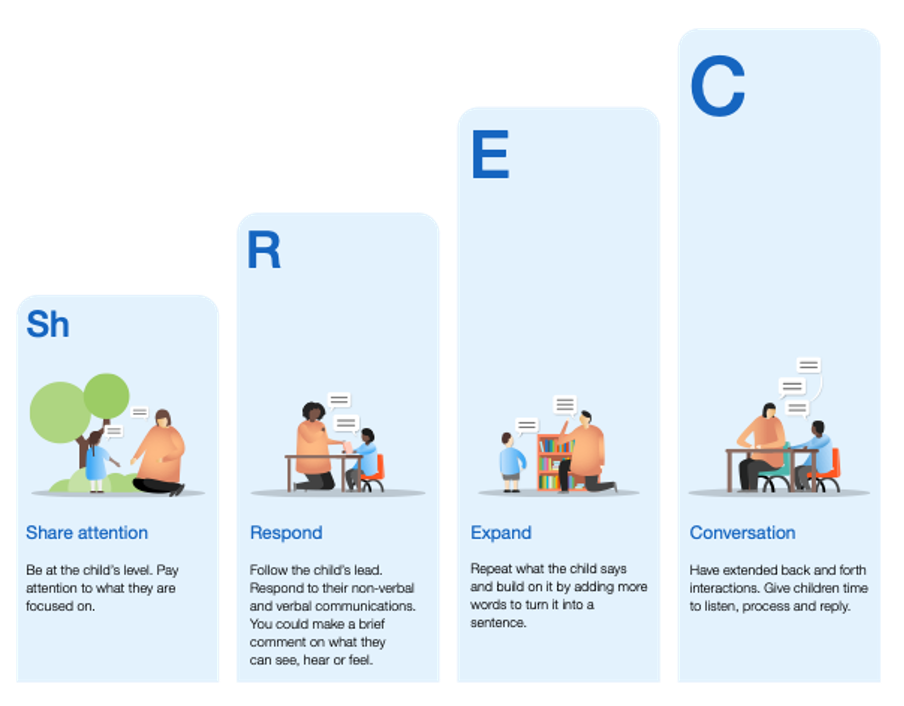 Sh
Share attention
Be at the child's level. Pay
attention to what they are
focused on.
R
Respond
Follow the child's lead.
Respond to their non-verbal
and verbal communications.
You could make a brief
comment on what they
can see, hear or feel.
E
Expand
Repeat what the child says
and build on it by adding more
words to turn it into a
sentence.
C
Conversation
Have extended back and forth
interactions. Give children time
to listen, process and reply.